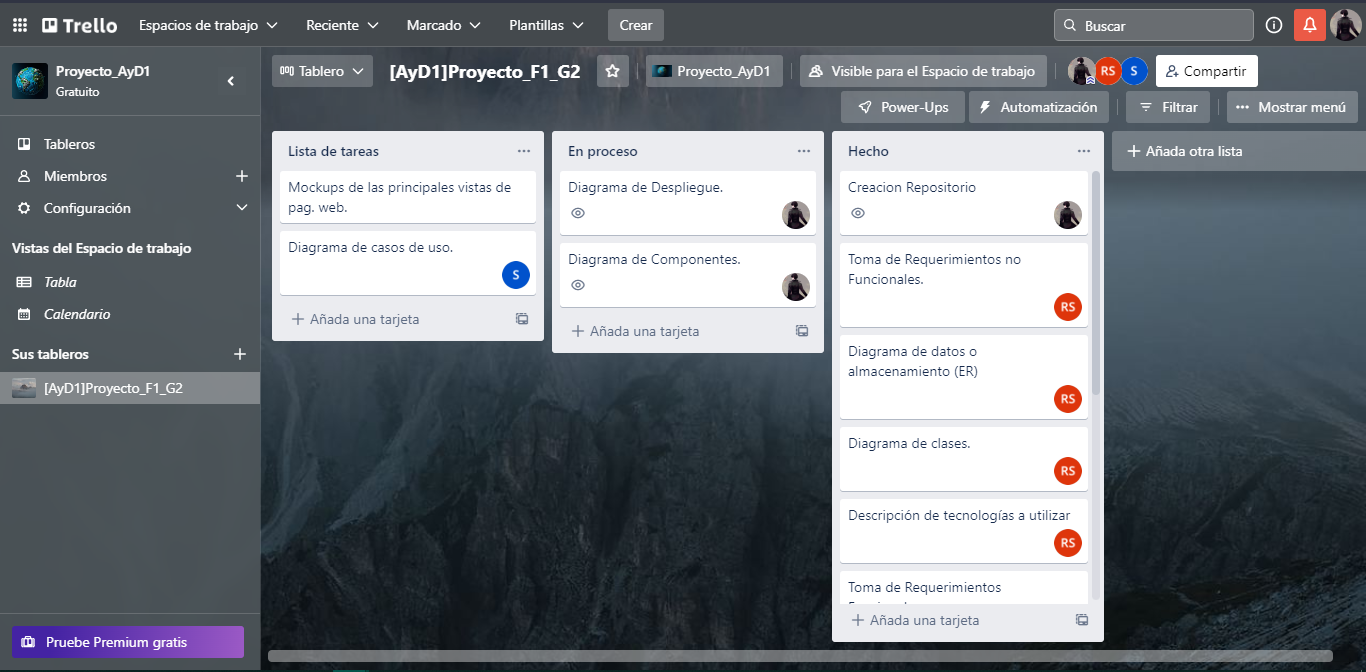 Trello
Espacios de trabajo
Reciente
Marcado
Plantillas
Crear
Buscar
Proyecto_AyD1
Gratuito
Tablero
[AyD1]Proyecto_F1_G2
Proyecto_AyD1
Visible para el Espacio de trabajo
RS
S
Compartir
Power-Ups
Automatización
Filtrar
Mostrar menú
Tableros
Miembros
Configuración
Vistas del Espacio de trabajo
Tabla
Calendario
Sus tableros
[AyD1]Proyecto_F1_G2
Pruebe Premium gratis
Lista de tareas
Mockups de las principales vistas de
pag. web.
Diagrama de casos de uso.
S
Añada una tarjeta
En proceso
Diagrama de Despliegue.
Diagrama de Componentes.
Añada una tarjeta
Hecho
Creacion Repositorio
Toma de Requerimientos no
Funcionales.
RS
Diagrama de datos o
almacenamiento (ER)
RS
Diagrama de clases.
RS
Descripción de tecnologías a utilizar
RS
Toma de Requerimientos
Añada una tarjeta
Añada otra lista